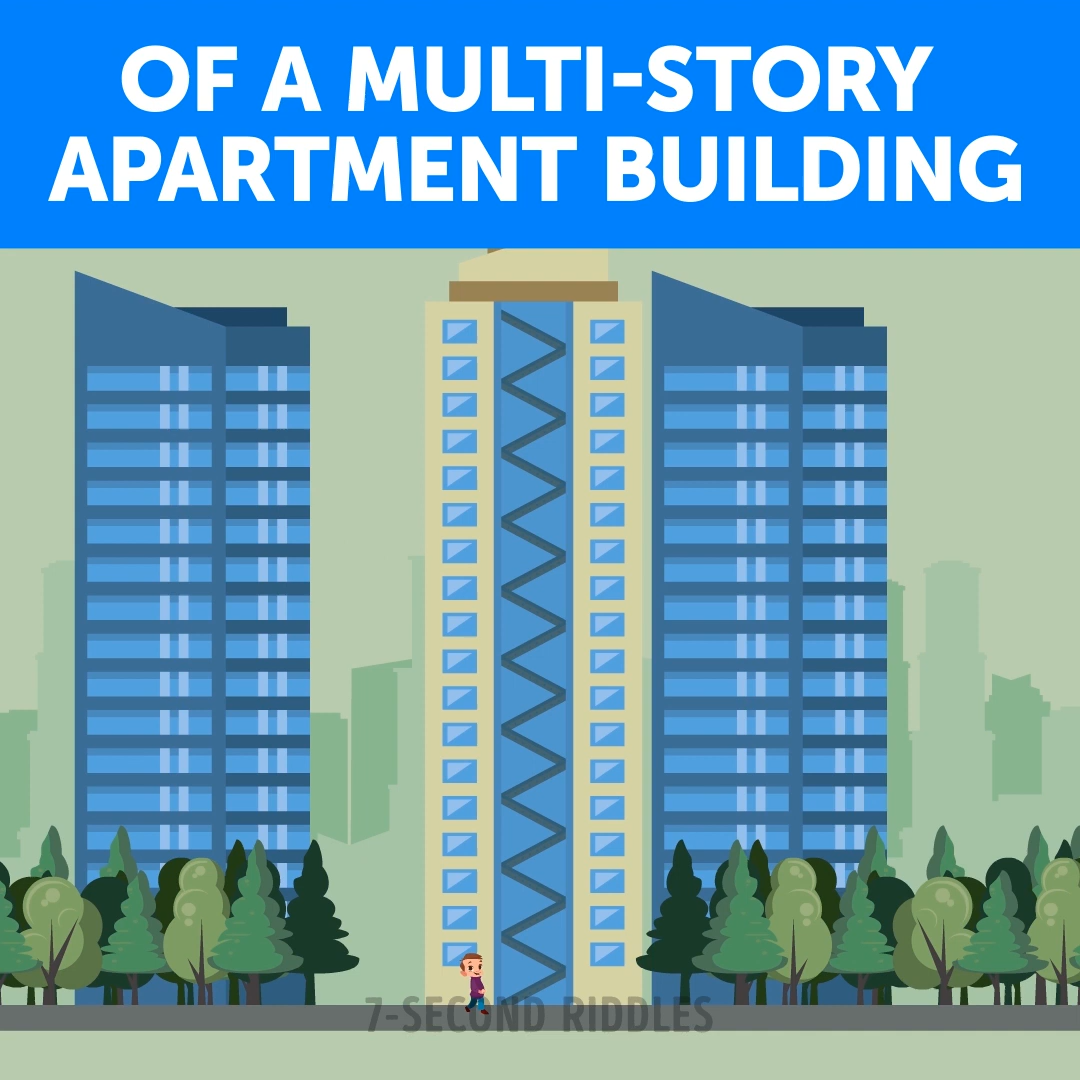 OF A MULTI-STORY
APARTMENT BUILDING
7-SECOND RIDDLES